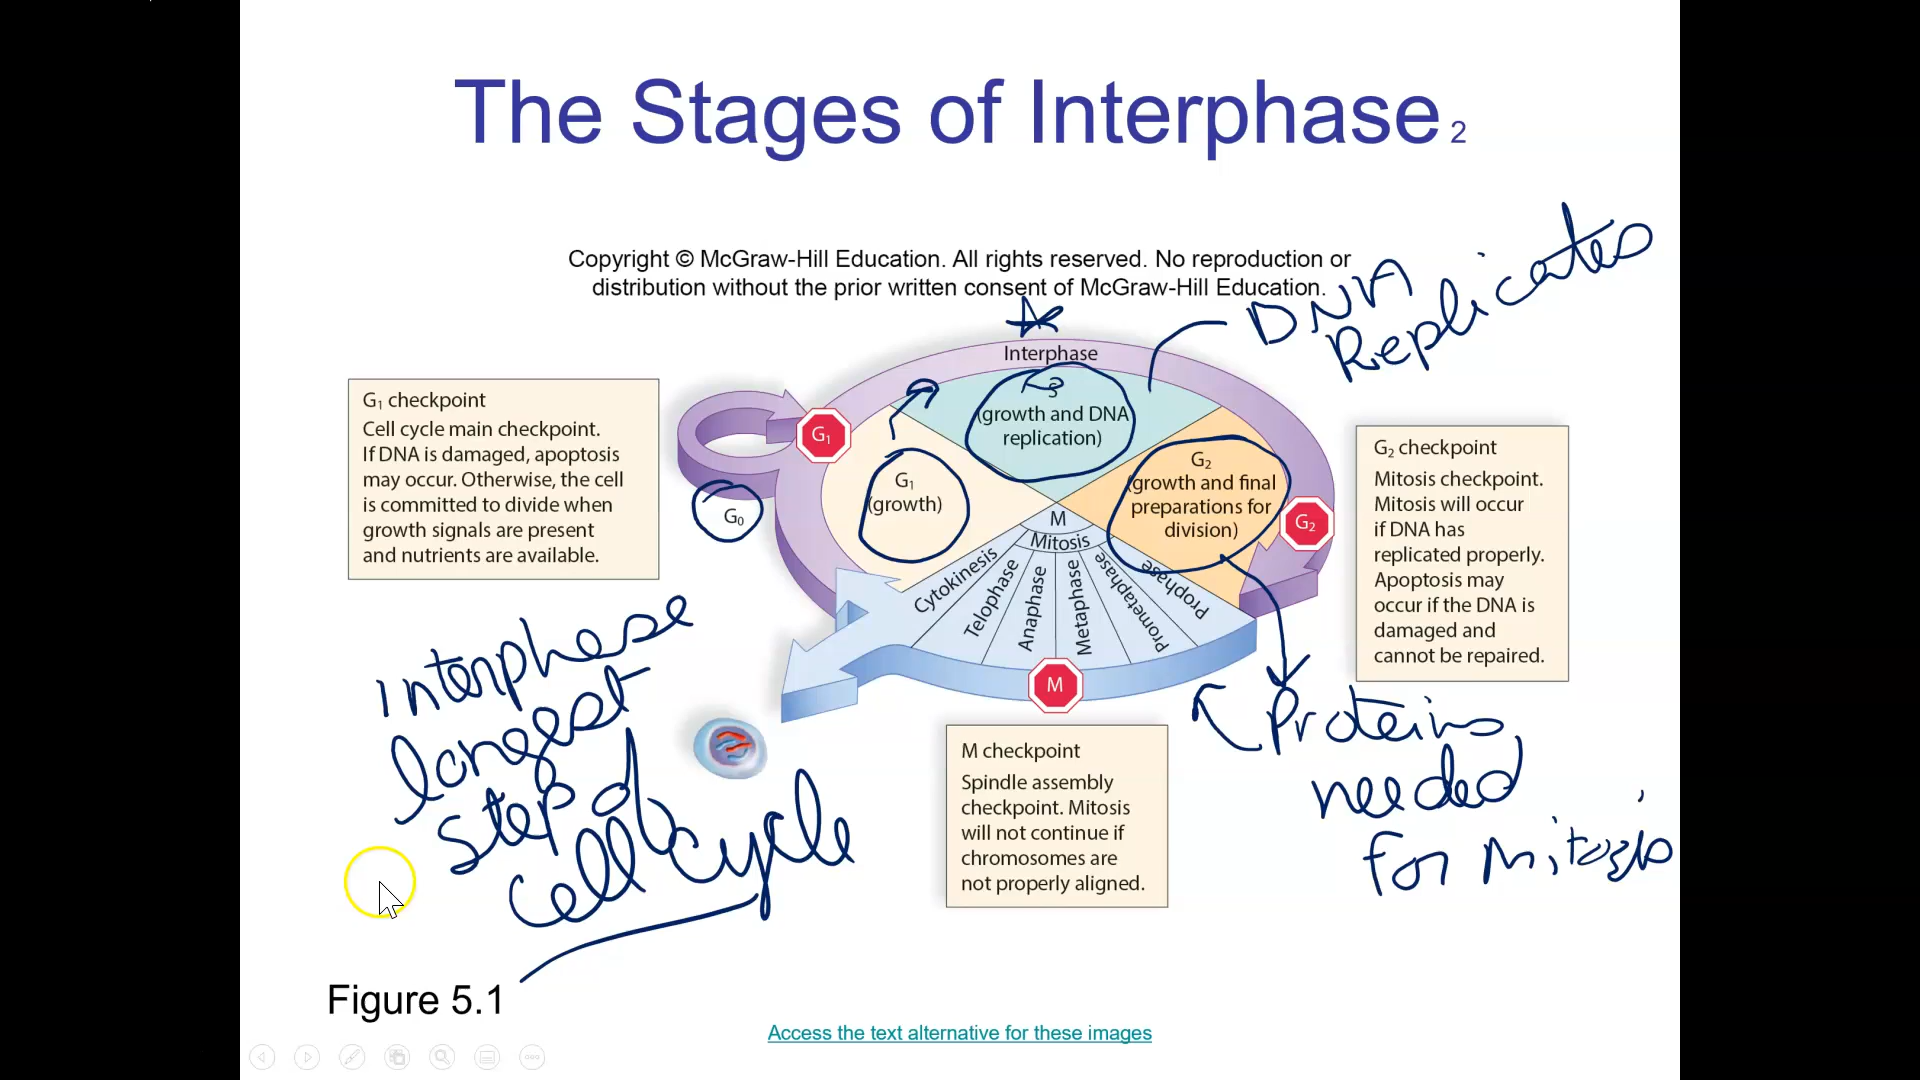 The Stages of Interphase 2
Copyright © McGraw-Hill Education. All rights reserved. No reproduction or
distribution without the prior written consent of McGraw-Hill Education.
DNA
Replicates
Interphase
S
(growth and DNA
replication)
G1 checkpoint
Cell cycle main checkpoint.
If DNA is damaged, apoptosis
may occur. Otherwise, the cell
is committed to divide when
growth signals are present
and nutrients are available.
G1
G0
G1
(growth)
G2
(growth and final
preparations for
division)
G2
G2 checkpoint
Mitosis checkpoint.
Mitosis will occur
if DNA has
replicated properly.
Apoptosis may
occur if the DNA is
damaged and
cannot be repaired.
M
Mitosis
Cytokinesis
Telophase
Anaphase
Metaphase
Prometaphase
Prophase
M
Interphase
longest
step of
cell cycle
Proteins
needed
for Mitosis
M checkpoint
Spindle assembly
checkpoint. Mitosis
will not continue if
chromosomes are
not properly aligned.
Figure 5.1
Access the text alternative for these images